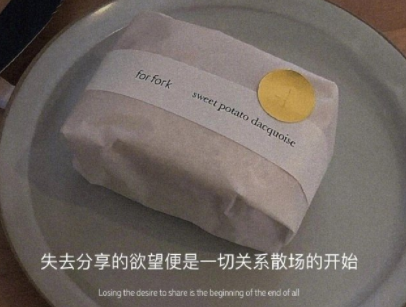 for fork
sweet potato dacquoise
失去分享的欲望便是一切关系散场的开始
Losing the desire to share is the beginning of the end of all